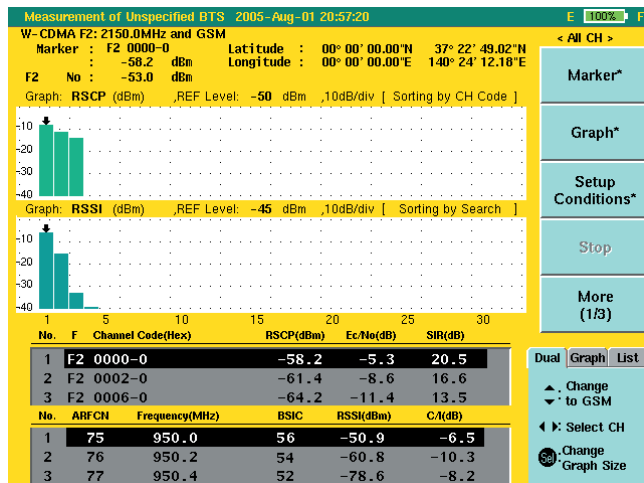 Measurement of Unspecified BTS 2005-Aug-01 20:57:20 E 100% F
W-CDMA F2: 2150.0MHz and GSM < All CH >
Marker : F2 0000-0 Latitude : 00° 00' 00.00"N 37° 22' 49.02"N
: -58.2 dBm Longitude : 00° 00' 00.00"E 140° 24' 12.18"E
F2 No : -53.0 dBm
Marker*
Graph: RSCP (dBm) ,REF Level: -50 dBm ,10dB/div [ Sorting by CH Code ]
-10
-20
-30
-40
Graph*
Setup
Conditions*
Graph: RSSI (dBm) ,REF Level: -45 dBm ,10dB/div [ Sorting by Search ]
-10
-20
-30
-40
1 5 10 15 20 25 30
Stop
More
(1/3)
No. F Channel Code(Hex) RSCP(dBm) Ec/No(dB) SIR(dB)
1 F2 0000-0 -58.2 -5.3 20.5
2 F2 0002-0 -61.4 -8.6 16.6
3 F2 0006-0 -64.2 -11.4 13.5
No. ARFCN Frequency(MHz) BSIC RSSI(dBm) C/I(dB)
1 75 950.0 56 -50.9 -6.5
2 76 950.2 54 -60.8 -10.3
3 77 950.4 52 -78.6 -8.2
Dual Graph List
: Change
to GSM
: Select CH
Sel : Change
Graph Size